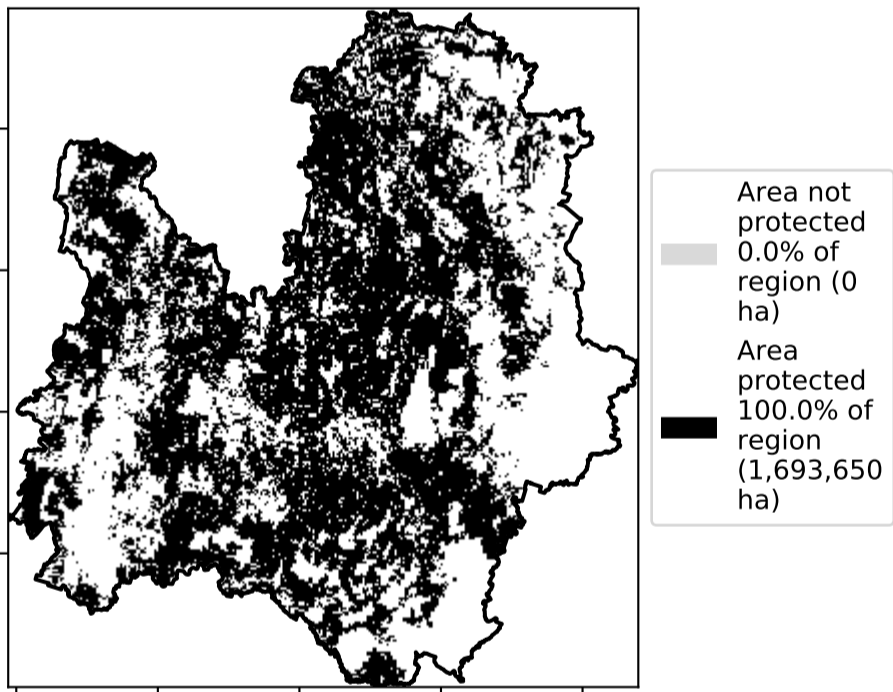 Area not
protected
0.0% of
region (0
ha)
Area
protected
100.0% of
region
(1,693,650
ha)